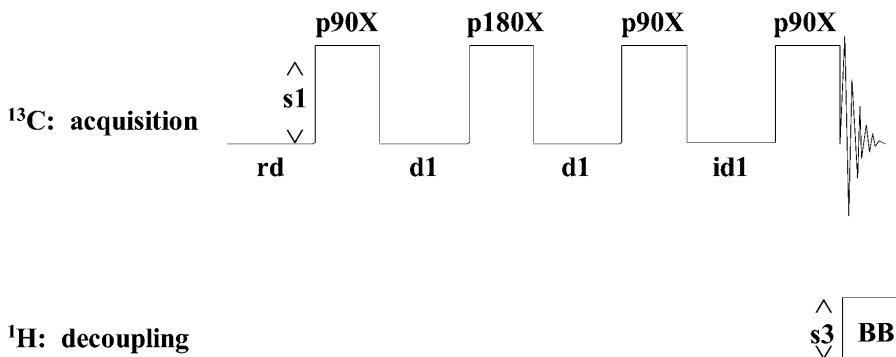 p90X p180X p90X p90X
s1
¹³C: acquisition
rd d1 d1 id1
¹H: decoupling
s3 BB